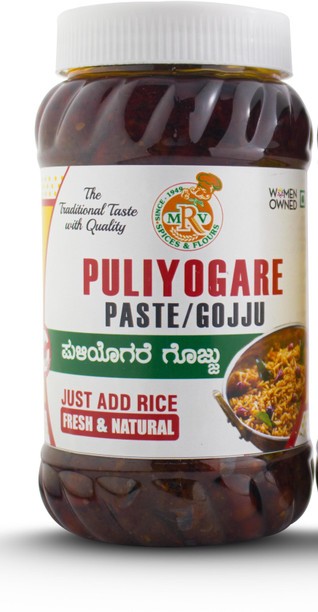 The
Traditional Taste
with Quality
SINCE - 1949
MRV
SPICES & FLOURS
WOMEN
OWNED
PULIYOGARE
PASTE/GOJJU
ಪುಳಿಯೊಗರೆ ಗೊಜ್ಜು
JUST ADD RICE
FRESH & NATURAL